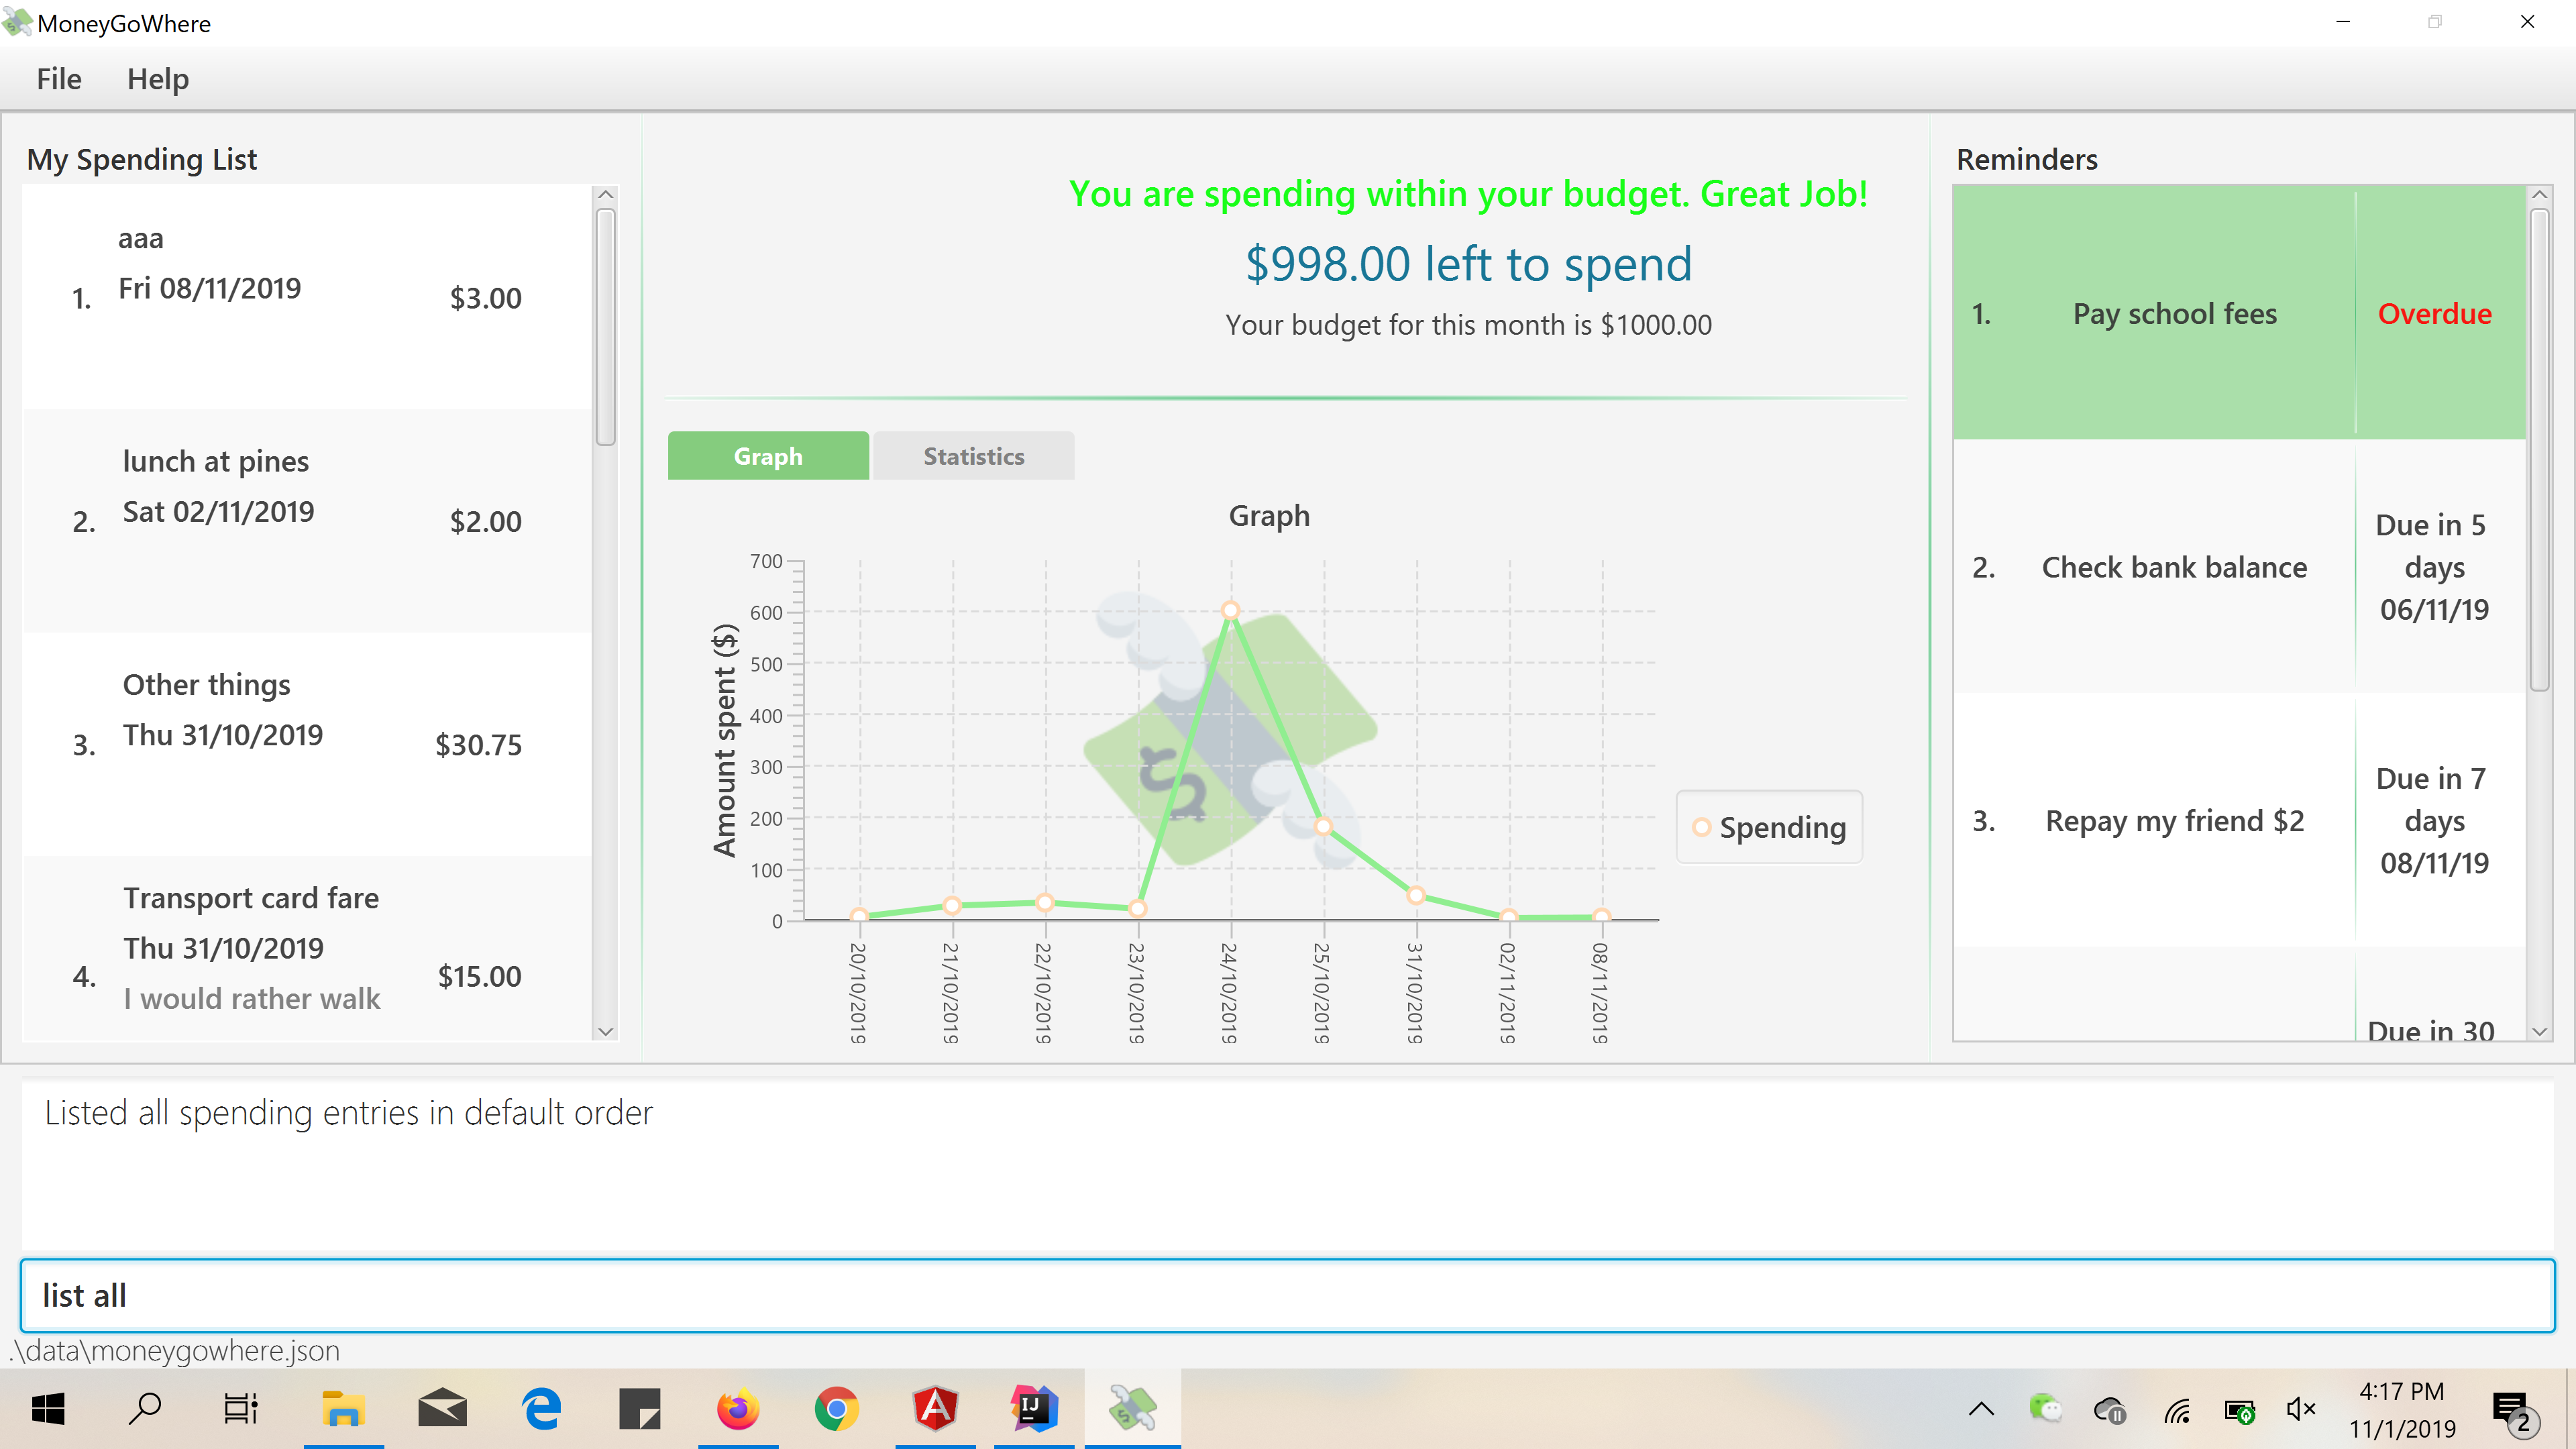 MoneyGoWhere
File Help
My Spending List
1.
aaa
Fri 08/11/2019
$3.00
2.
lunch at pines
Sat 02/11/2019
$2.00
3.
Other things
Thu 31/10/2019
$30.75
4.
Transport card fare
Thu 31/10/2019
I would rather walk
$15.00
You are spending within your budget. Great Job!
$998.00 left to spend
Your budget for this month is $1000.00
Graph Statistics
Graph
Amount spent ($)
700
600
500
400
300
200
100
0
20/10/2019
21/10/2019
22/10/2019
23/10/2019
24/10/2019
25/10/2019
31/10/2019
02/11/2019
08/11/2019
Spending
Reminders
1. Pay school fees Overdue
2. Check bank balance
Due in 5
days
06/11/19
3. Repay my friend $2
Due in 7
days
08/11/19
Due in 30
Listed all spending entries in default order
list all
.\data\moneygowhere.json
IJ
4:17 PM
11/1/2019
2